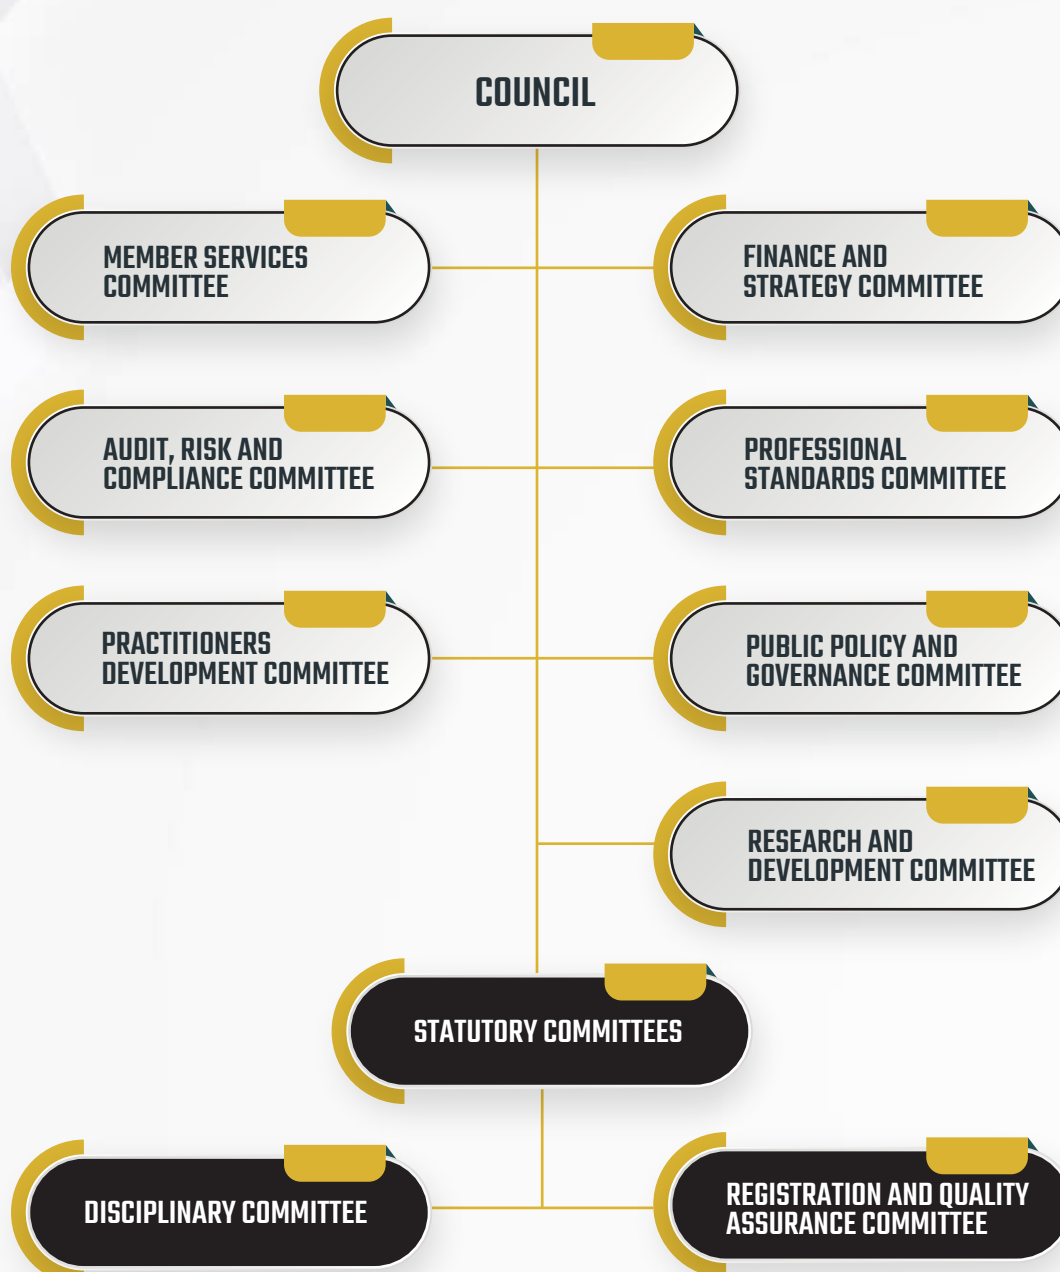 COUNCIL
MEMBER SERVICES
COMMITTEE
FINANCE AND
STRATEGY COMMITTEE
AUDIT, RISK AND
COMPLIANCE COMMITTEE
PROFESSIONAL
STANDARDS COMMITTEE
PRACTITIONERS
DEVELOPMENT COMMITTEE
PUBLIC POLICY AND
GOVERNANCE COMMITTEE
RESEARCH AND
DEVELOPMENT COMMITTEE
STATUTORY COMMITTEES
DISCIPLINARY COMMITTEE
REGISTRATION AND QUALITY
ASSURANCE COMMITTEE